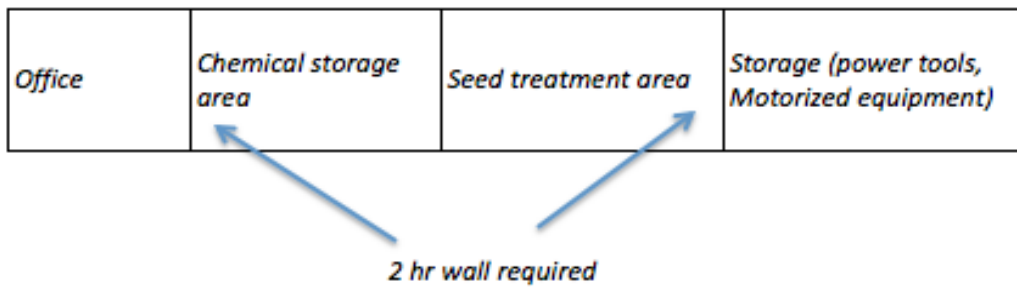 Office
Chemical storage
area
Seed treatment area
Storage (power tools,
Motorized equipment)
2 hr wall required